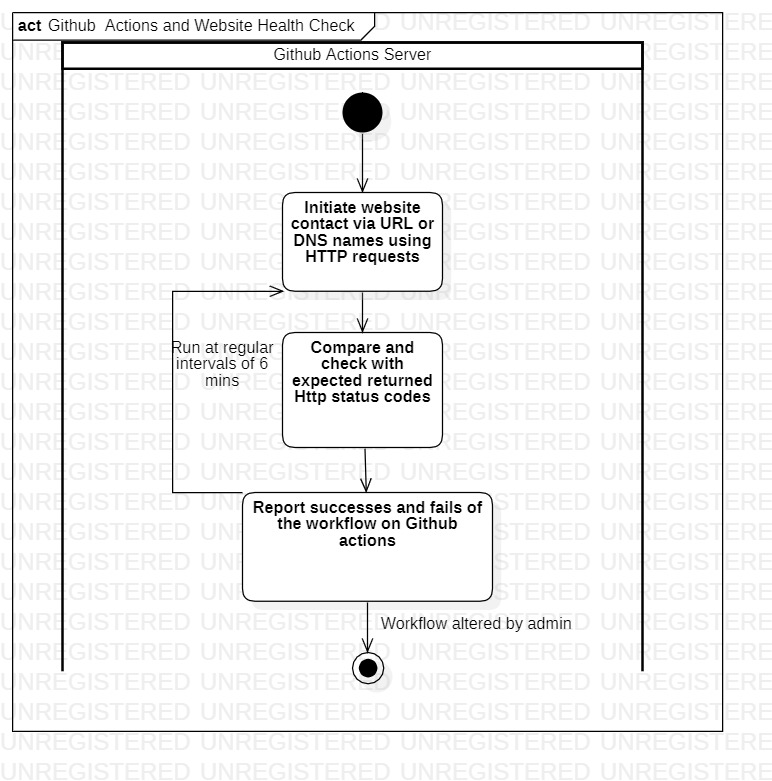 act Github  Actions and Website Health Check
Github Actions Server
Initiate website
contact via URL or
DNS names using
HTTP requests
Run at regular
intervals of 6
mins
Compare and
check with
expected returned
Http status codes
Report successes and fails of
the workflow on Github
actions
Workflow altered by admin
UNREGISTERED UNREGISTERED UNREGISTERED UNREGISTERED